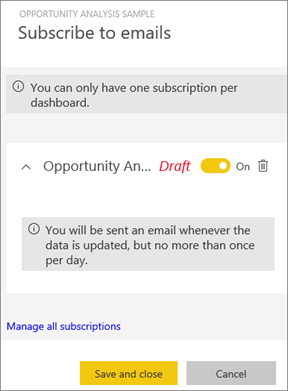 OPPORTUNITY ANALYSIS SAMPLE
Subscribe to emails
You can only have one subscription per
dashboard.
Opportunity An... Draft On
You will be sent an email whenever the
data is updated, but no more than once
per day.
Manage all subscriptions
Save and close Cancel